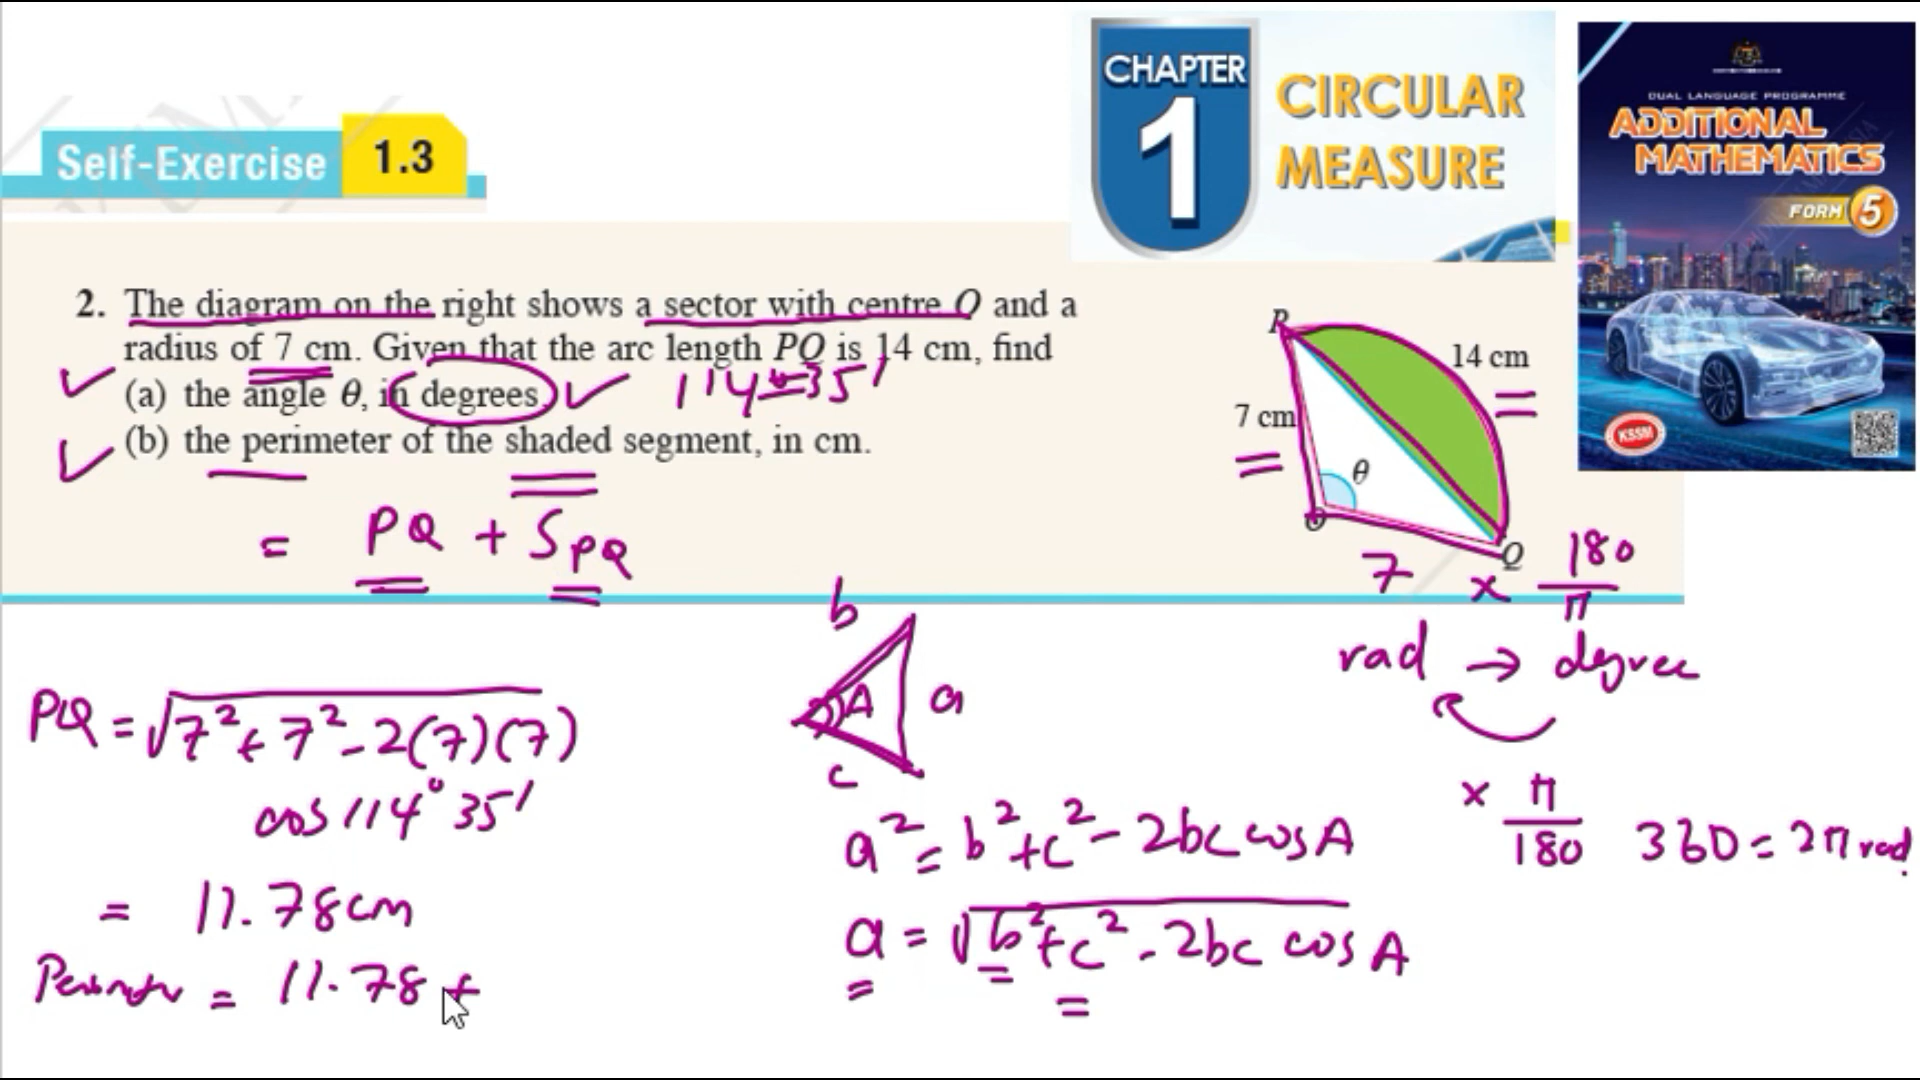 CHAPTER
1
CIRCULAR
MEASURE
DUAL LANGUAGE PROGRAMME
ADDITIONAL
MATHEMATICS
FORM 5
KSSM
Self-Exercise 1.3
2. The diagram on the right shows a sector with centre O and a
radius of 7 cm. Given that the arc length PQ is 14 cm, find
(a) the angle θ, in degrees 114°35'
(b) the perimeter of the shaded segment, in cm.
= PQ + SPQ
P
14 cm
7 cm
θ
O
Q
7
× 180/π
rad → degree
× π/180
360 = 2π rad
b
A
a
c
PQ = √7²+7²-2(7)(7)
cos 114°35'
= 11.78cm
Perimeter = 11.78 +
a² = b²+c²-2bc cos A
a = √b²+c²-2bc cos A